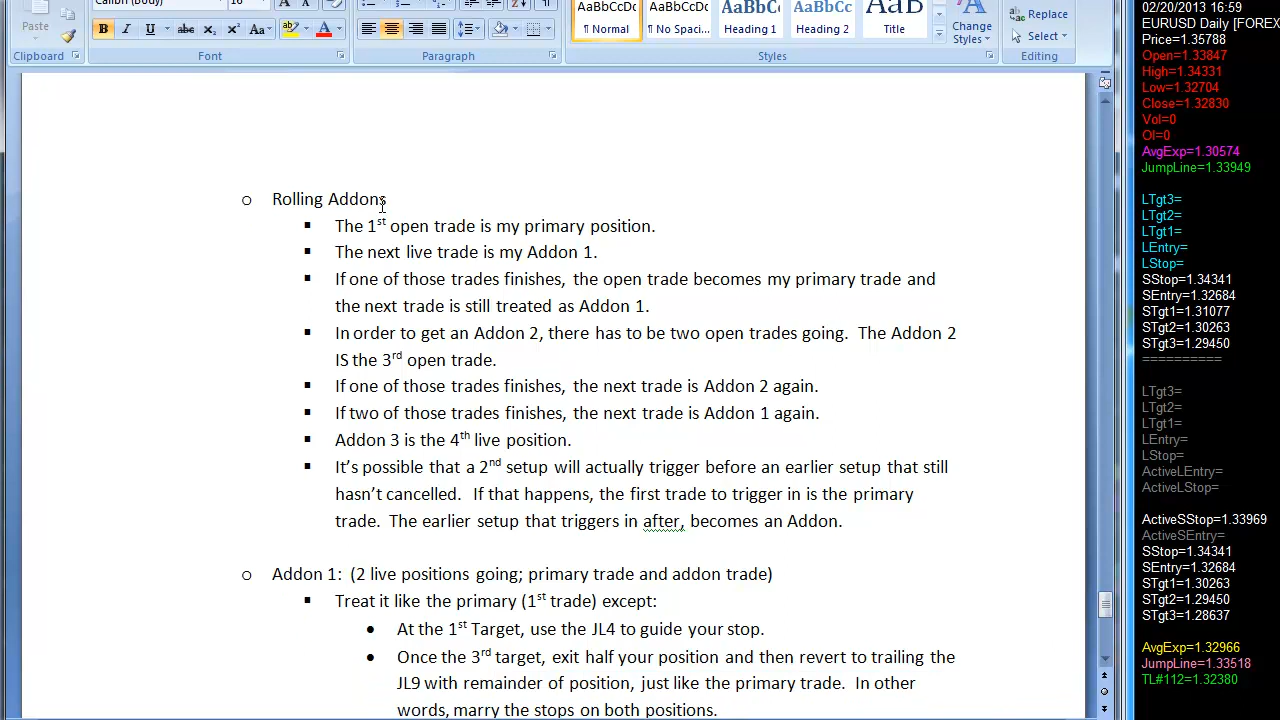 Calibri (Body)
16
Paste
B I U abc x₂ x² Aa
AaBbCcDc AaBbCcDc AaBbC AaBbCc AaB
¶ Normal ¶ No Spaci... Heading 1 Heading 2 Title
Change
Styles
Replace
Select
Clipboard Font Paragraph Styles Editing
o Rolling Addons
▪ The 1st open trade is my primary position.
▪ The next live trade is my Addon 1.
▪ If one of those trades finishes, the open trade becomes my primary trade and
the next trade is still treated as Addon 1.
▪ In order to get an Addon 2, there has to be two open trades going. The Addon 2
IS the 3rd open trade.
▪ If one of those trades finishes, the next trade is Addon 2 again.
▪ If two of those trades finishes, the next trade is Addon 1 again.
▪ Addon 3 is the 4th live position.
▪ It’s possible that a 2nd setup will actually trigger before an earlier setup that still
hasn’t cancelled. If that happens, the first trade to trigger in is the primary
trade. The earlier setup that triggers in after, becomes an Addon.
o Addon 1: (2 live positions going; primary trade and addon trade)
▪ Treat it like the primary (1st trade) except:
• At the 1st Target, use the JL4 to guide your stop.
• Once the 3rd target, exit half your position and then revert to trailing the
JL9 with remainder of position, just like the primary trade. In other
words, marry the stops on both positions.
02/20/2013 16:59
EURUSD Daily [FOREX
Price=1.35788
Open=1.33847
High=1.34331
Low=1.32704
Close=1.32830
Vol=0
OI=0
AvgExp=1.30574
JumpLine=1.33949
LTgt3=
LTgt2=
LTgt1=
LEntry=
LStop=
SStop=1.34341
SEntry=1.32684
STgt1=1.31077
STgt2=1.30263
STgt3=1.29450
==========
LTgt3=
LTgt2=
LTgt1=
LEntry=
LStop=
ActiveLEntry=
ActiveLStop=
ActiveSStop=1.33969
ActiveSEntry=
SStop=1.34341
SEntry=1.32684
STgt1=1.30263
STgt2=1.29450
STgt3=1.28637
AvgExp=1.32966
JumpLine=1.33518
TL#112=1.32380